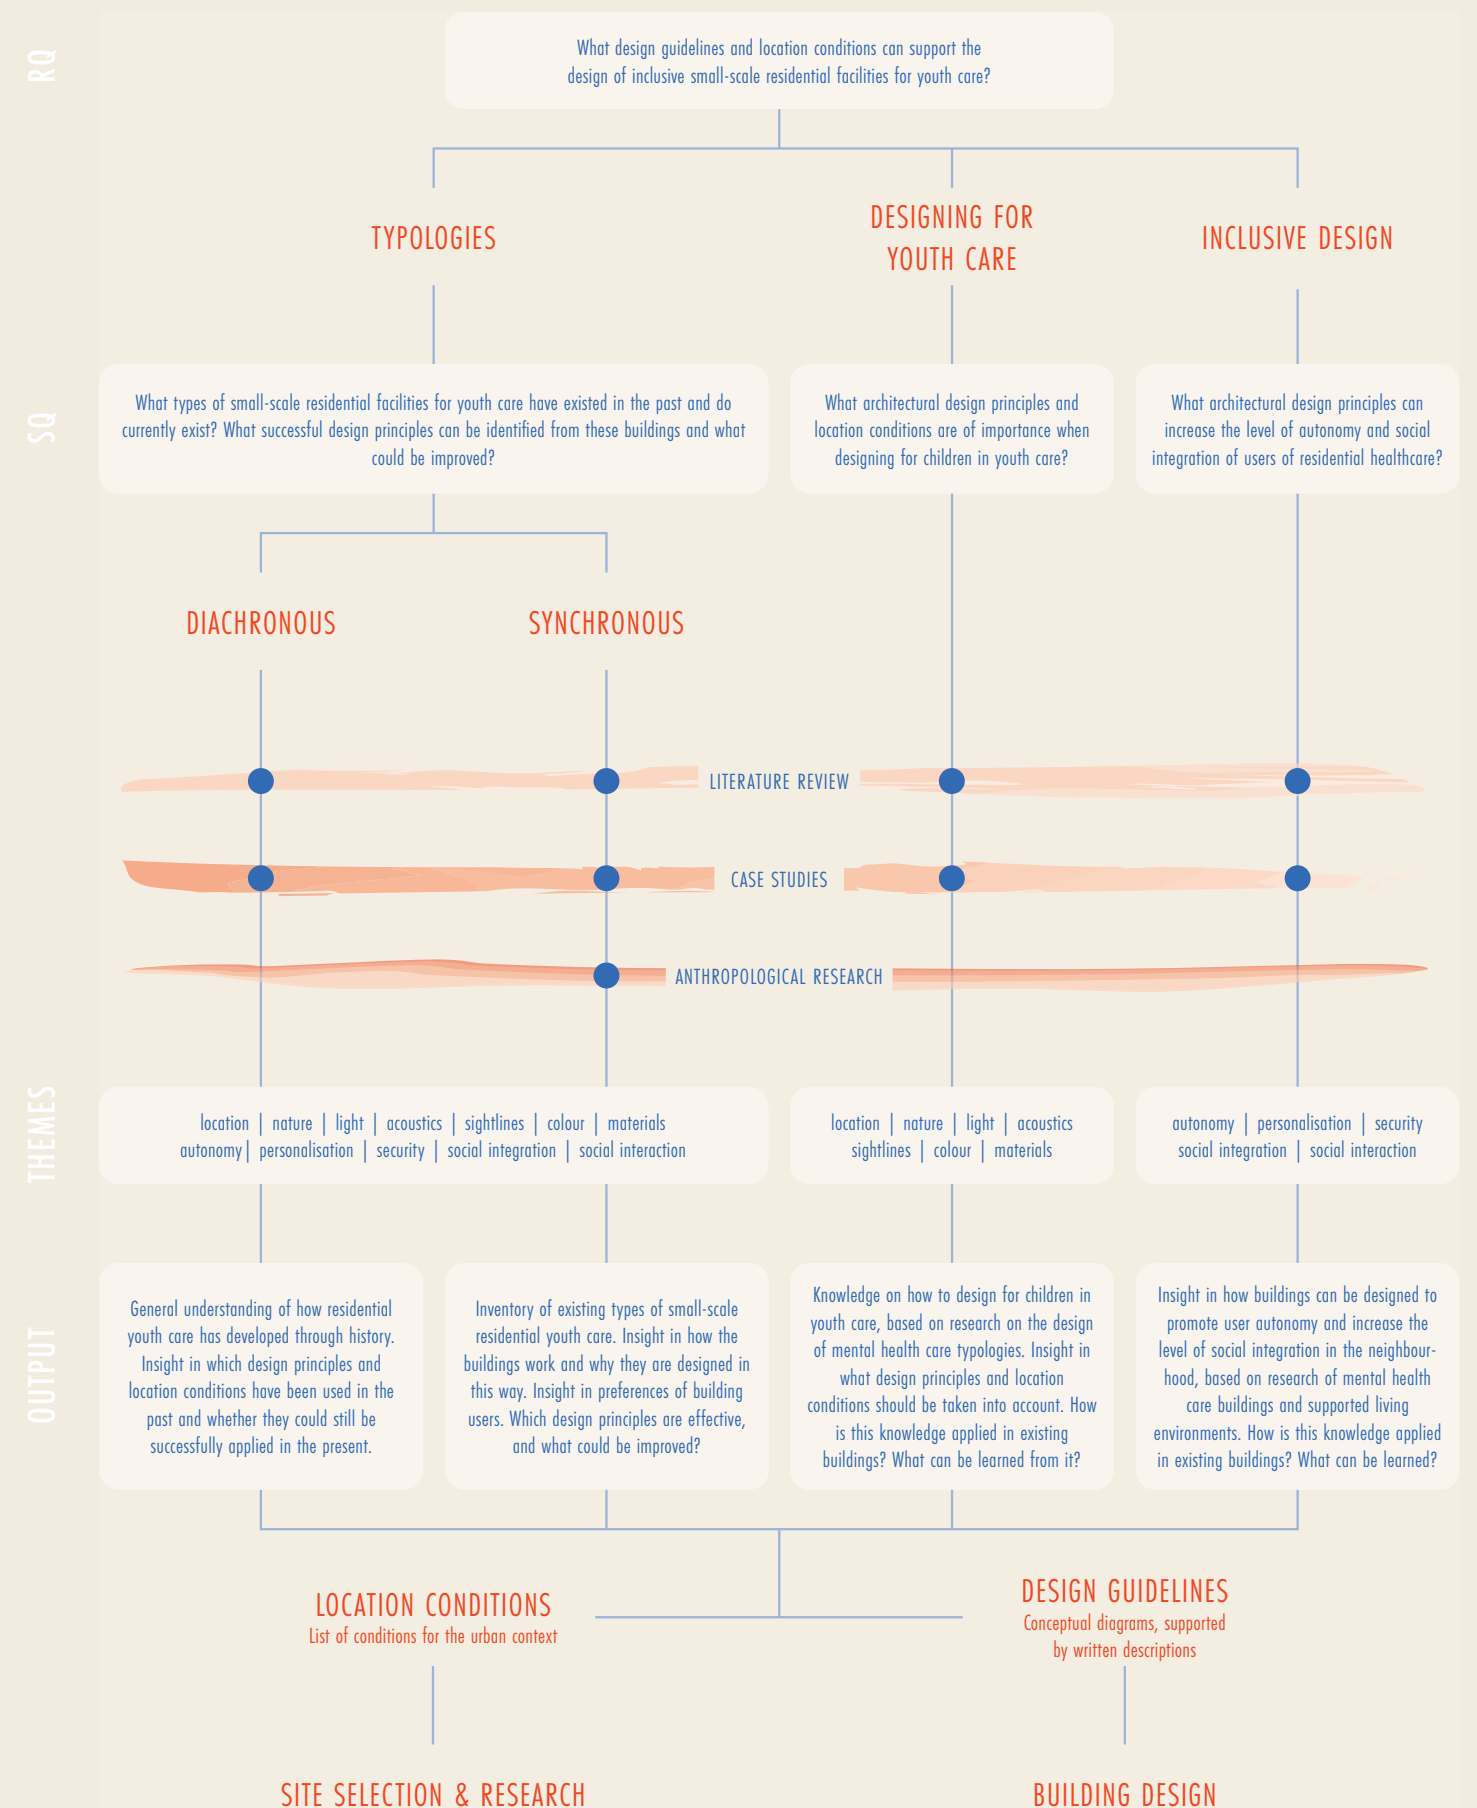 RQ
What design guidelines and location conditions can support the
design of inclusive small-scale residential facilities for youth care?
TYPOLOGIES
DESIGNING FOR
YOUTH CARE
INCLUSIVE DESIGN
SQ
What types of small-scale residential facilities for youth care have existed in the past and do
currently exist? What successful design principles can be identified from these buildings and what
could be improved?
What architectural design principles and
location conditions are of importance when
designing for children in youth care?
What architectural design principles can
increase the level of autonomy and social
integration of users of residential healthcare?
DIACHRONOUS
SYNCHRONOUS
LITERATURE REVIEW
CASE STUDIES
ANTHROPOLOGICAL RESEARCH
THEMES
location | nature | light | acoustics | sightlines | colour | materials
autonomy | personalisation | security | social integration | social interaction
location | nature | light | acoustics
sightlines | colour | materials
autonomy | personalisation | security
social integration | social interaction
OUTPUT
General understanding of how residential
youth care has developed through history.
Insight in which design principles and
location conditions have been used in the
past and whether they could still be
successfully applied in the present.
Inventory of existing types of small-scale
residential youth care. Insight in how the
buildings work and why they are designed in
this way. Insight in preferences of building
users. Which design principles are effective,
and what could be improved?
Knowledge on how to design for children in
youth care, based on research on the design
of mental health care typologies. Insight in
what design principles and location
conditions should be taken into account. How
is this knowledge applied in existing
buildings? What can be learned from it?
Insight in how buildings can be designed to
promote user autonomy and increase the
level of social integration in the neighbour-
hood, based on research of mental health
care buildings and supported living
environments. How is this knowledge applied
in existing buildings? What can be learned?
LOCATION CONDITIONS
List of conditions for the urban context
DESIGN GUIDELINES
Conceptual diagrams, supported
by written descriptions
SITE SELECTION & RESEARCH
BUILDING DESIGN